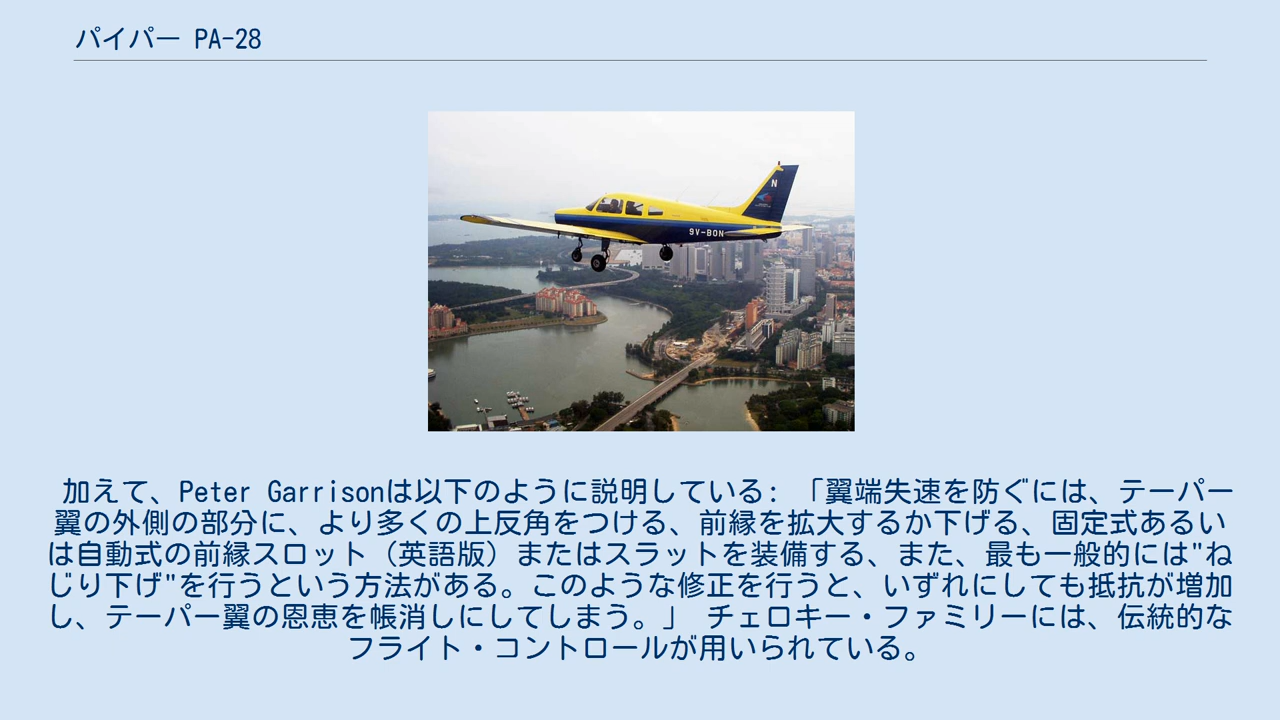 パイパー PA-28
N
9V-BON
加えて、Peter Garrisonは以下のように説明している: 「翼端失速を防ぐには、テーパー
翼の外側の部分に、より多くの上反角をつける、前縁を拡大するか下げる、固定式あるい
は自動式の前縁スロット（英語版）またはスラットを装備する、また、最も一般的には"ね
じり下げ"を行うという方法がある。このような修正を行うと、いずれにしても抵抗が増加
し、テーパー翼の恩恵を帳消しにしてしまう。」 チェロキー・ファミリーには、伝統的な
フライト・コントロールが用いられている。